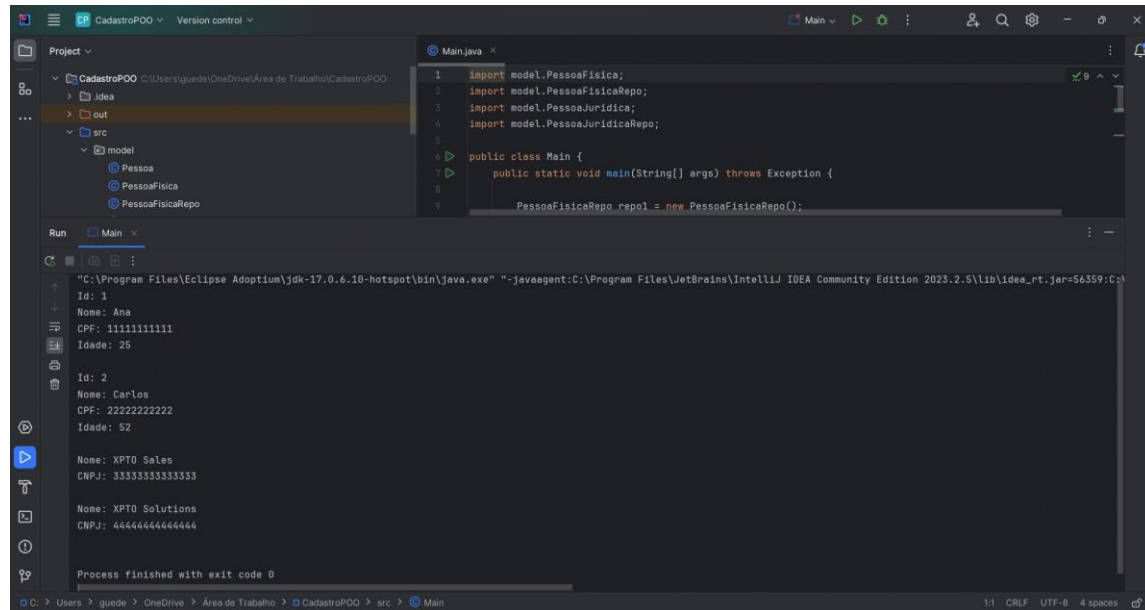 CP CadastroPOO Version control Main
Project
CadastroPOO C:\Users\guede\OneDrive\Área de Trabalho\CadastroPOO
.idea
out
src
model
Pessoa
PessoaFisica
PessoaFisicaRepo
Main.java
1 import model.PessoaFisica;
2 import model.PessoaFisicaRepo;
3 import model.PessoaJuridica;
4 import model.PessoaJuridicaRepo;
5
6 public class Main {
7 public static void main(String[] args) throws Exception {
8
9 PessoaFisicaRepo repo1 = new PessoaFisicaRepo();
9
Run Main
"C:\Program Files\Eclipse Adoptium\jdk-17.0.6.10-hotspot\bin\java.exe" "-javaagent:C:\Program Files\JetBrains\IntelliJ IDEA Community Edition 2023.2.5\lib\idea_rt.jar=56359:C:\
Id: 1
Nome: Ana
CPF: 11111111111
Idade: 25
Id: 2
Nome: Carlos
CPF: 22222222222
Idade: 52
Nome: XPTO Sales
CNPJ: 33333333333333
Nome: XPTO Solutions
CNPJ: 44444444444444
Process finished with exit code 0
C: > Users > guede > OneDrive > Área de Trabalho > CadastroPOO > src > Main 1:1 CRLF UTF-8 4 spaces